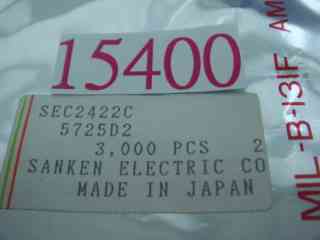 15400
SEC2422C
5725D2
3,000 PCS 2
SANKEN ELECTRIC CO
MADE IN JAPAN
MIL-B-131F AM